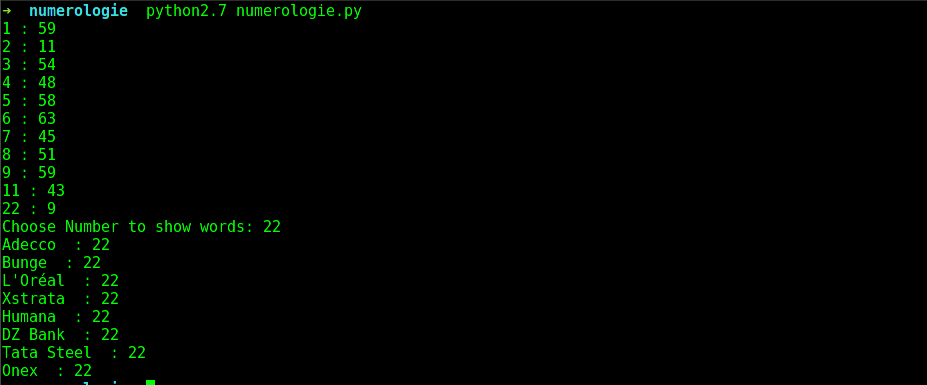 ➜  numerologie  python2.7 numerologie.py
1 : 59
2 : 11
3 : 54
4 : 48
5 : 58
6 : 63
7 : 45
8 : 51
9 : 59
11 : 43
22 : 9
Choose Number to show words: 22
Adecco  : 22
Bunge  : 22
L'Oréal  : 22
Xstrata  : 22
Humana  : 22
DZ Bank  : 22
Tata Steel  : 22
Onex  : 22